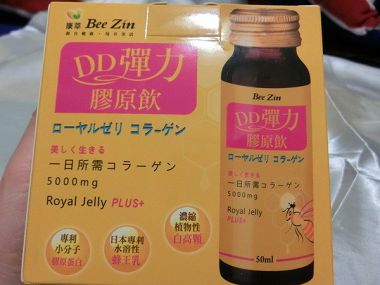 康萃 Bee Zin
DD彈力
膠原飲
ローヤルゼリ コラーゲン
美しく生きる
一日所需コラーゲン
5000mg
Royal Jelly PLUS+
專利
小分子
膠原蛋白
日本專利
水溶性
蜂王乳
濃縮
植物性
白高顆
Bee Zin
DD彈力
膠原飲
ローヤルゼリ コラーゲン
美しく生きる
一日所需コラーゲン
5000mg
Royal Jelly
PLUS+
50ml